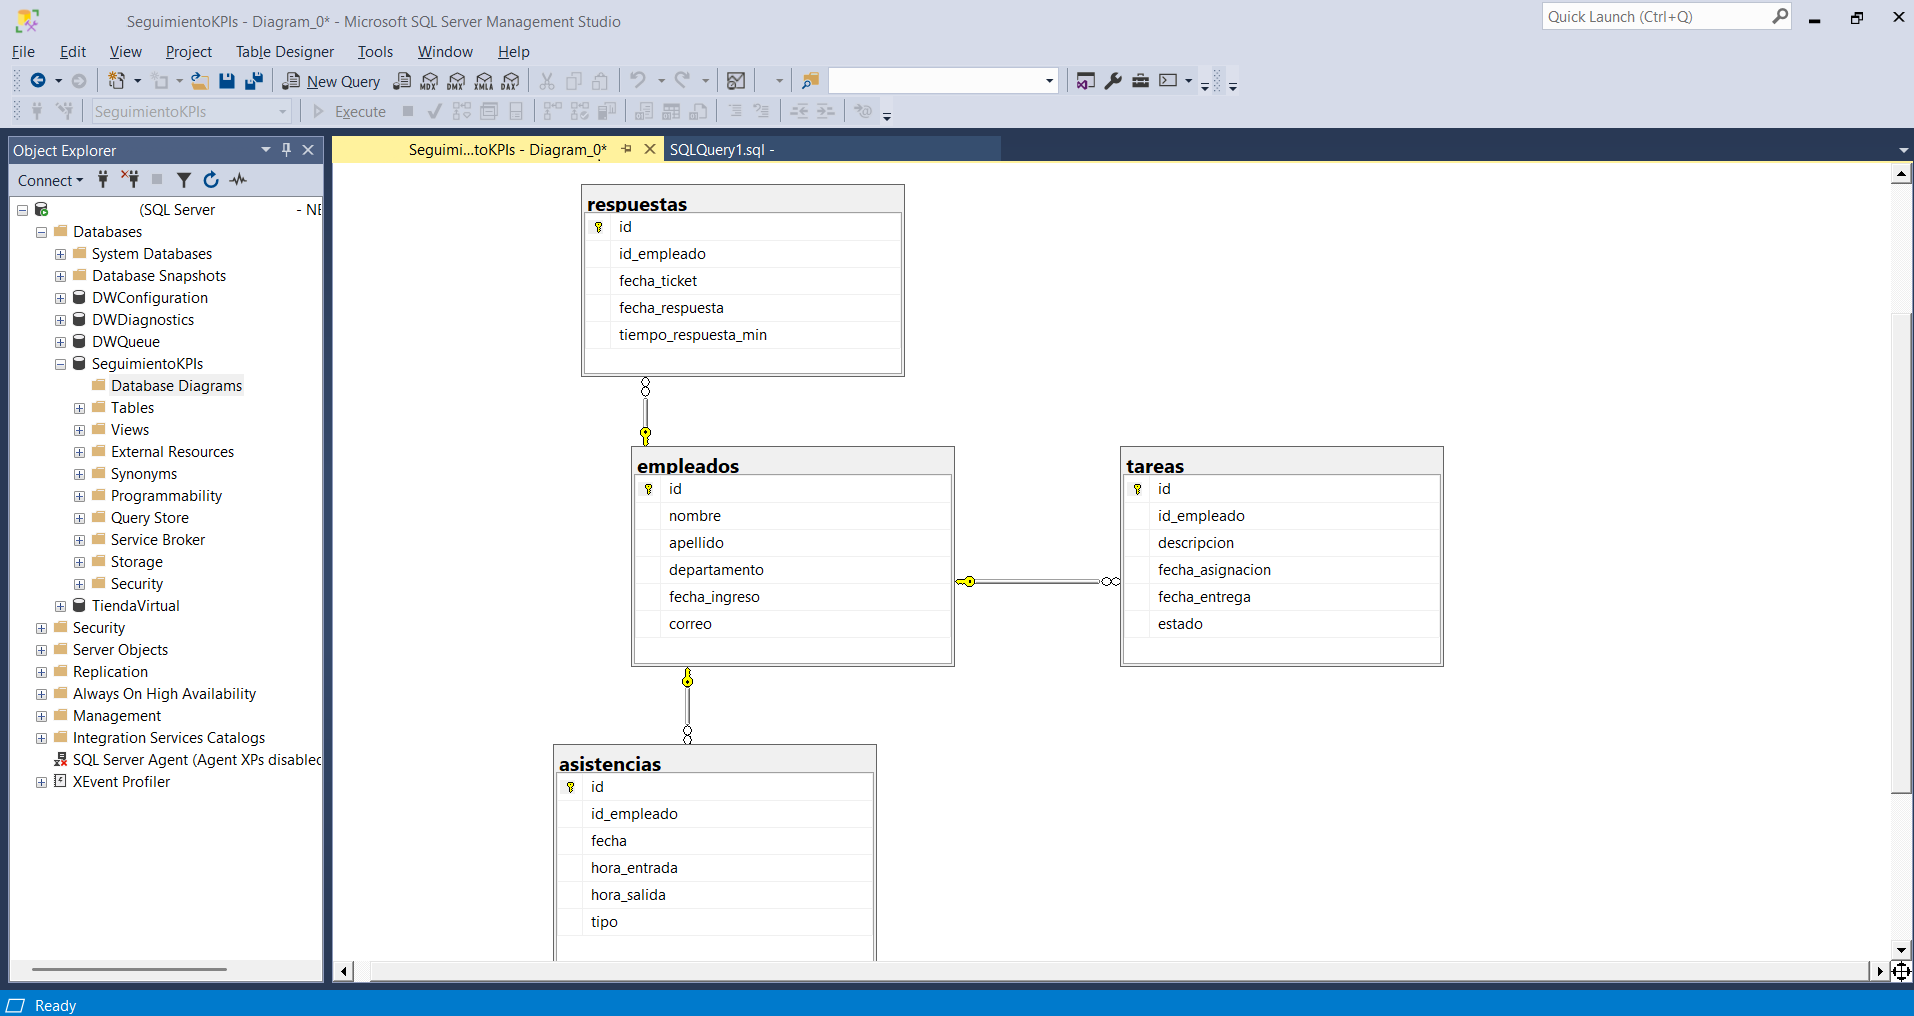 SeguimientoKPIs - Diagram_0* - Microsoft SQL Server Management Studio
Quick Launch (Ctrl+Q)
File Edit View Project Table Designer Tools Window Help
New Query MDX DMX XMLA DAX
SeguimientoKPIs Execute
Object Explorer
Seguimi...toKPIs - Diagram_0*
SQLQuery1.sql -
Connect
(SQL Server - NE
Databases
System Databases
Database Snapshots
DWConfiguration
DWDiagnostics
DWQueue
SeguimientoKPIs
Database Diagrams
Tables
Views
External Resources
Synonyms
Programmability
Query Store
Service Broker
Storage
Security
TiendaVirtual
Security
Server Objects
Replication
Always On High Availability
Management
Integration Services Catalogs
SQL Server Agent (Agent XPs disabled
XEvent Profiler
respuestas
id
id_empleado
fecha_ticket
fecha_respuesta
tiempo_respuesta_min
empleados
id
nombre
apellido
departamento
fecha_ingreso
correo
tareas
id
id_empleado
descripcion
fecha_asignacion
fecha_entrega
estado
asistencias
id
id_empleado
fecha
hora_entrada
hora_salida
tipo
Ready